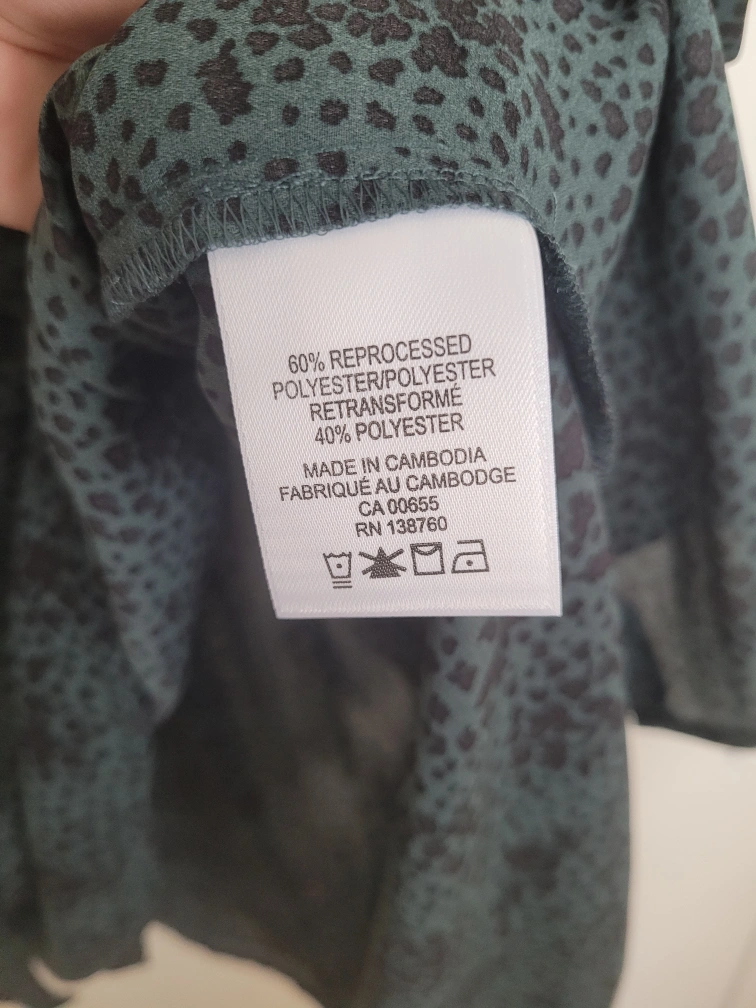 60% REPROCESSED
POLYESTER/POLYESTER
RETRANSFORMÉ
40% POLYESTER
MADE IN CAMBODIA
FABRIQUÉ AU CAMBODGE
CA 00655
RN 138760